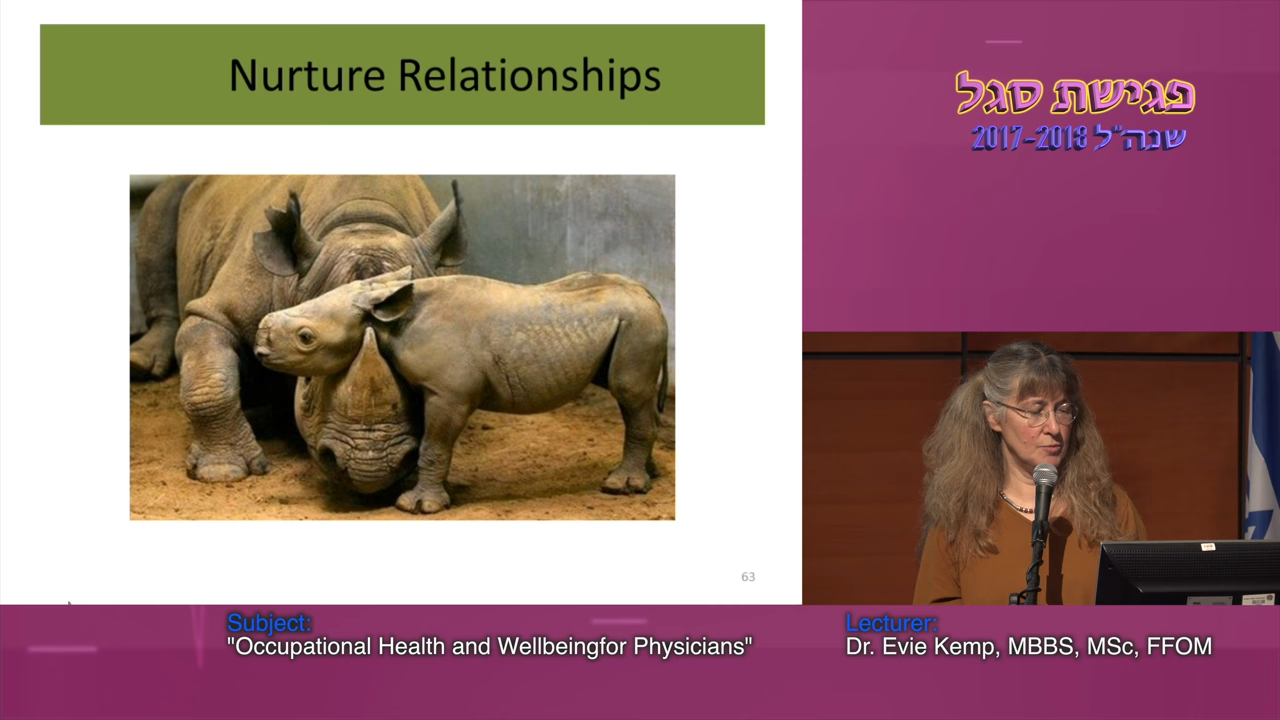 Nurture Relationships
63
פגישת סגל
שנה"ל 2017-2018
Subject:
"Occupational Health and Wellbeingfor Physicians"
Lecturer:
Dr. Evie Kemp, MBBS, MSc, FFOM